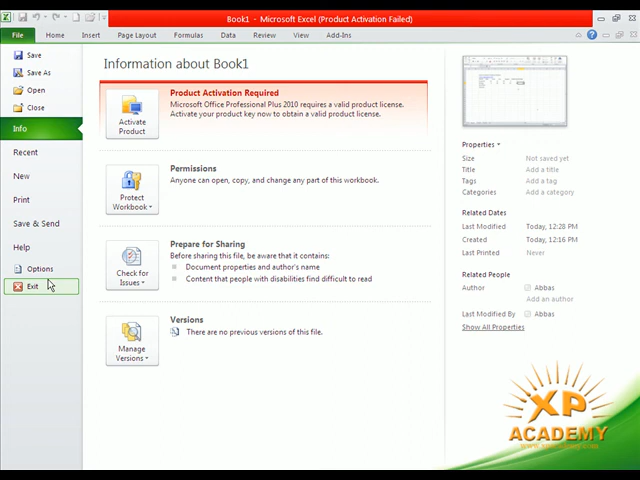 Book1 - Microsoft Excel (Product Activation Failed)
File Home Insert Page Layout Formulas Data Review View Add-Ins
Save
Save As
Open
Close
Info
Recent
New
Print
Save & Send
Help
Options
Exit
Information about Book1
Activate
Product
Product Activation Required
Microsoft Office Professional Plus 2010 requires a valid product license.
Activate your product key now to obtain a valid product license.
Protect
Workbook
Permissions
Anyone can open, copy, and change any part of this workbook.
Check for
Issues
Prepare for Sharing
Before sharing this file, be aware that it contains:
Document properties and author's name
Content that people with disabilities find difficult to read
Manage
Versions
Versions
There are no previous versions of this file.
Properties
Size Not saved yet
Title Add a title
Tags Add a tag
Categories Add a category
Related Dates
Last Modified Today, 12:28 PM
Created Today, 12:16 PM
Last Printed Never
Related People
Author Abbas
Add an author
Last Modified By Abbas
Show All Properties
XP
ACADEMY